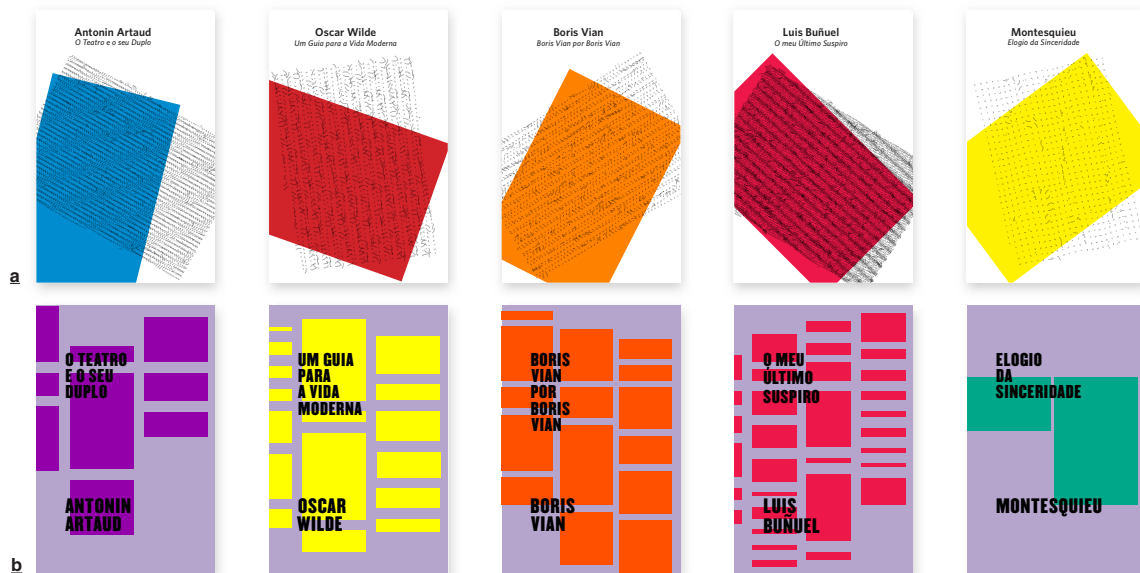 Antonin Artaud
O Teatro e o seu Duplo
Oscar Wilde
Um Guia para a Vida Moderna
Boris Vian
Boris Vian por Boris Vian
Luis Buñuel
O meu Último Suspiro
Montesquieu
Elogio da Sinceridade
a
O TEATRO
E O SEU
DUPLO
ANTONIN
ARTAUD
UM GUIA
PARA
A VIDA
MODERNA
OSCAR
WILDE
BORIS
VIAN
POR
BORIS
VIAN
BORIS
VIAN
O MEU
ÚLTIMO
SUSPIRO
LUIS
BUÑUEL
ELOGIO
DA
SINCERIDADE
MONTESQUIEU
b